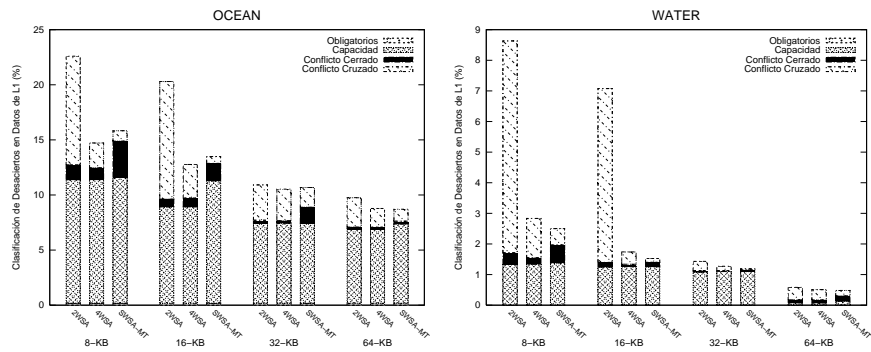 OCEAN
Clasificación de Desaciertos en Datos de L1 (%)
25
20
15
10
5
0
Obligatorios
Capacidad
Conflicto Cerrado
Conflicto Cruzado
2WSA
4WSA
SWSA−MT
2WSA
4WSA
SWSA−MT
2WSA
4WSA
SWSA−MT
2WSA
4WSA
SWSA−MT
8−KB
16−KB
32−KB
64−KB
WATER
Clasificación de Desaciertos en Datos de L1 (%)
9
8
7
6
5
4
3
2
1
0
Obligatorios
Capacidad
Conflicto Cerrado
Conflicto Cruzado
2WSA
4WSA
SWSA−MT
2WSA
4WSA
SWSA−MT
2WSA
4WSA
SWSA−MT
2WSA
4WSA
SWSA−MT
8−KB
16−KB
32−KB
64−KB